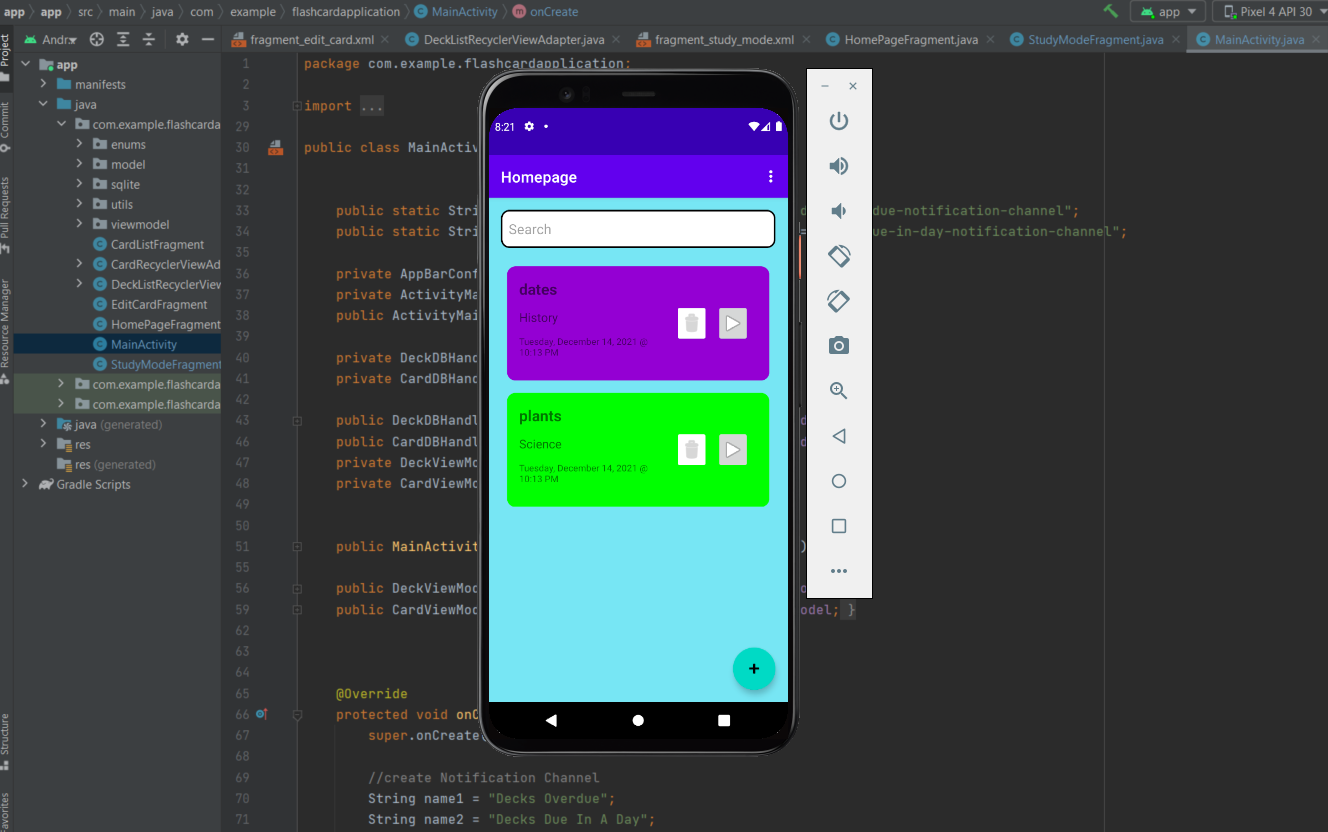 app app src main java com example flashcardapplication MainActivity onCreate
app Pixel 4 API 30
Andr
fragment_edit_card.xml DeckListRecyclerViewAdapter.java fragment_study_mode.xml HomePageFragment.java StudyModeFragment.java MainActivity.java
Project
Commit
Pull Requests
Resource Manager
Structure
Favorites
app
manifests
java
com.example.flashcarda
enums
model
sqlite
utils
viewmodel
CardListFragment
CardRecyclerViewAd
DeckListRecyclerView
EditCardFragment
HomePageFragment
MainActivity
StudyModeFragment
com.example.flashcarda
com.example.flashcarda
java (generated)
res
res (generated)
Gradle Scripts
1 package com.example.flashcardapplication;
2
3 import ...
29
30 public class MainActiv
31
32
33 public static Stri due-notification-channel";
34 public static Stri ue-in-day-notification-channel";
35
36 private AppBarConf
37 private ActivityMa
38 public ActivityMai
39
40 private DeckDBHand
41 private CardDBHand
42
43 public DeckDBHandl
46 public CardDBHandl
47 private DeckViewMo
48 private CardViewMo
49
50
51 public MainActivit )
55
56 public DeckViewMod
59 public CardViewMod odel; }
62
63
64
65 @Override
66 protected void onC
67 super.onCreate(
68
69 //create Notification Channel
70 String name1 = "Decks Overdue";
71 String name2 = "Decks Due In A Day";
8:21
Homepage
Search
dates
History
Tuesday, December 14, 2021 @
10:13 PM
plants
Science
Tuesday, December 14, 2021 @
10:13 PM
+